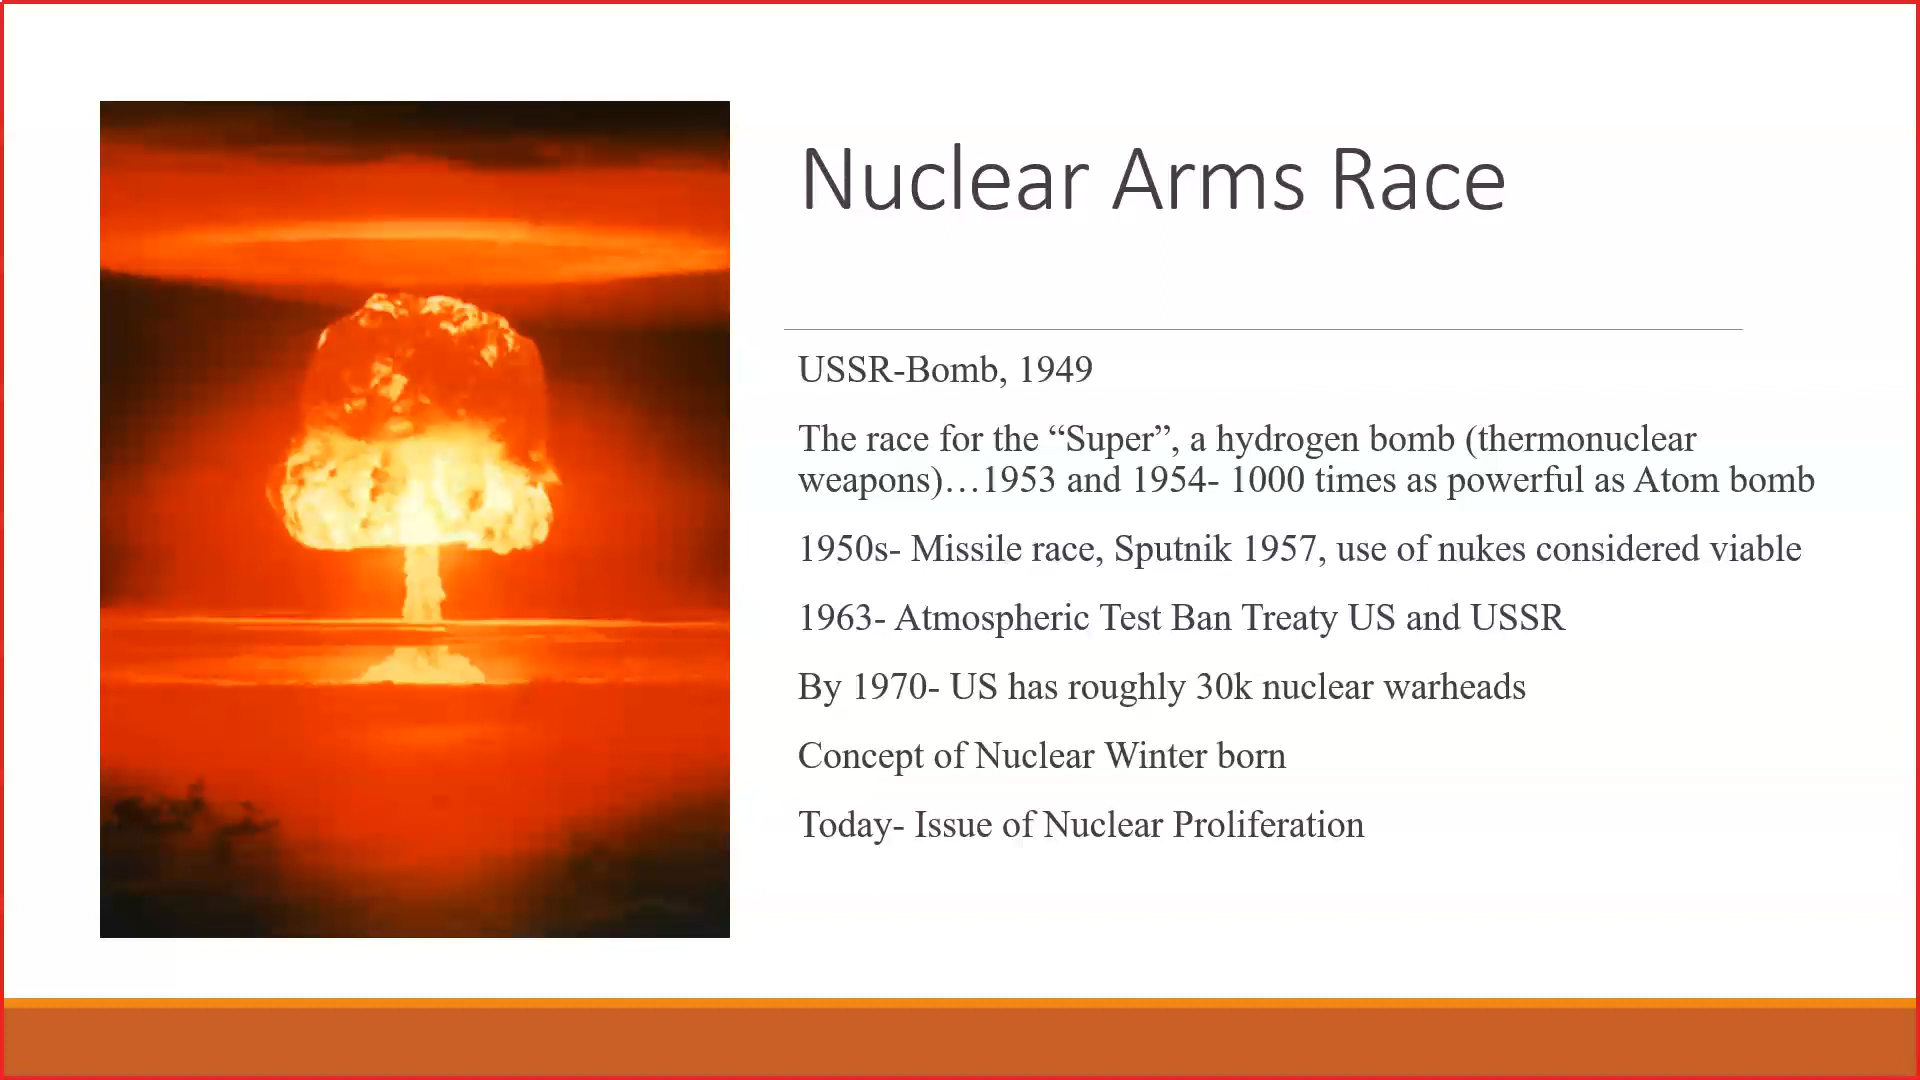 Nuclear Arms Race
USSR-Bomb, 1949
The race for the “Super”, a hydrogen bomb (thermonuclear
weapons)…1953 and 1954- 1000 times as powerful as Atom bomb
1950s- Missile race, Sputnik 1957, use of nukes considered viable
1963- Atmospheric Test Ban Treaty US and USSR
By 1970- US has roughly 30k nuclear warheads
Concept of Nuclear Winter born
Today- Issue of Nuclear Proliferation